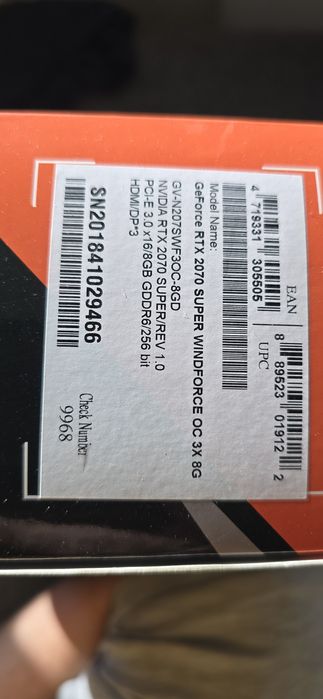 EAN
4 719331 305505
UPC
8 89523 01912 2
Model Name:
GeForce RTX 2070 SUPER WINDFORCE OC 3X 8G
GV-N207SWF3OC-8GD
NVIDIA RTX 2070 SUPER/REV 1.0
PCI-E 3.0 x16/8GB GDDR6/256 bit
HDMI/DP*3
SN201841029466
Check Number
9968